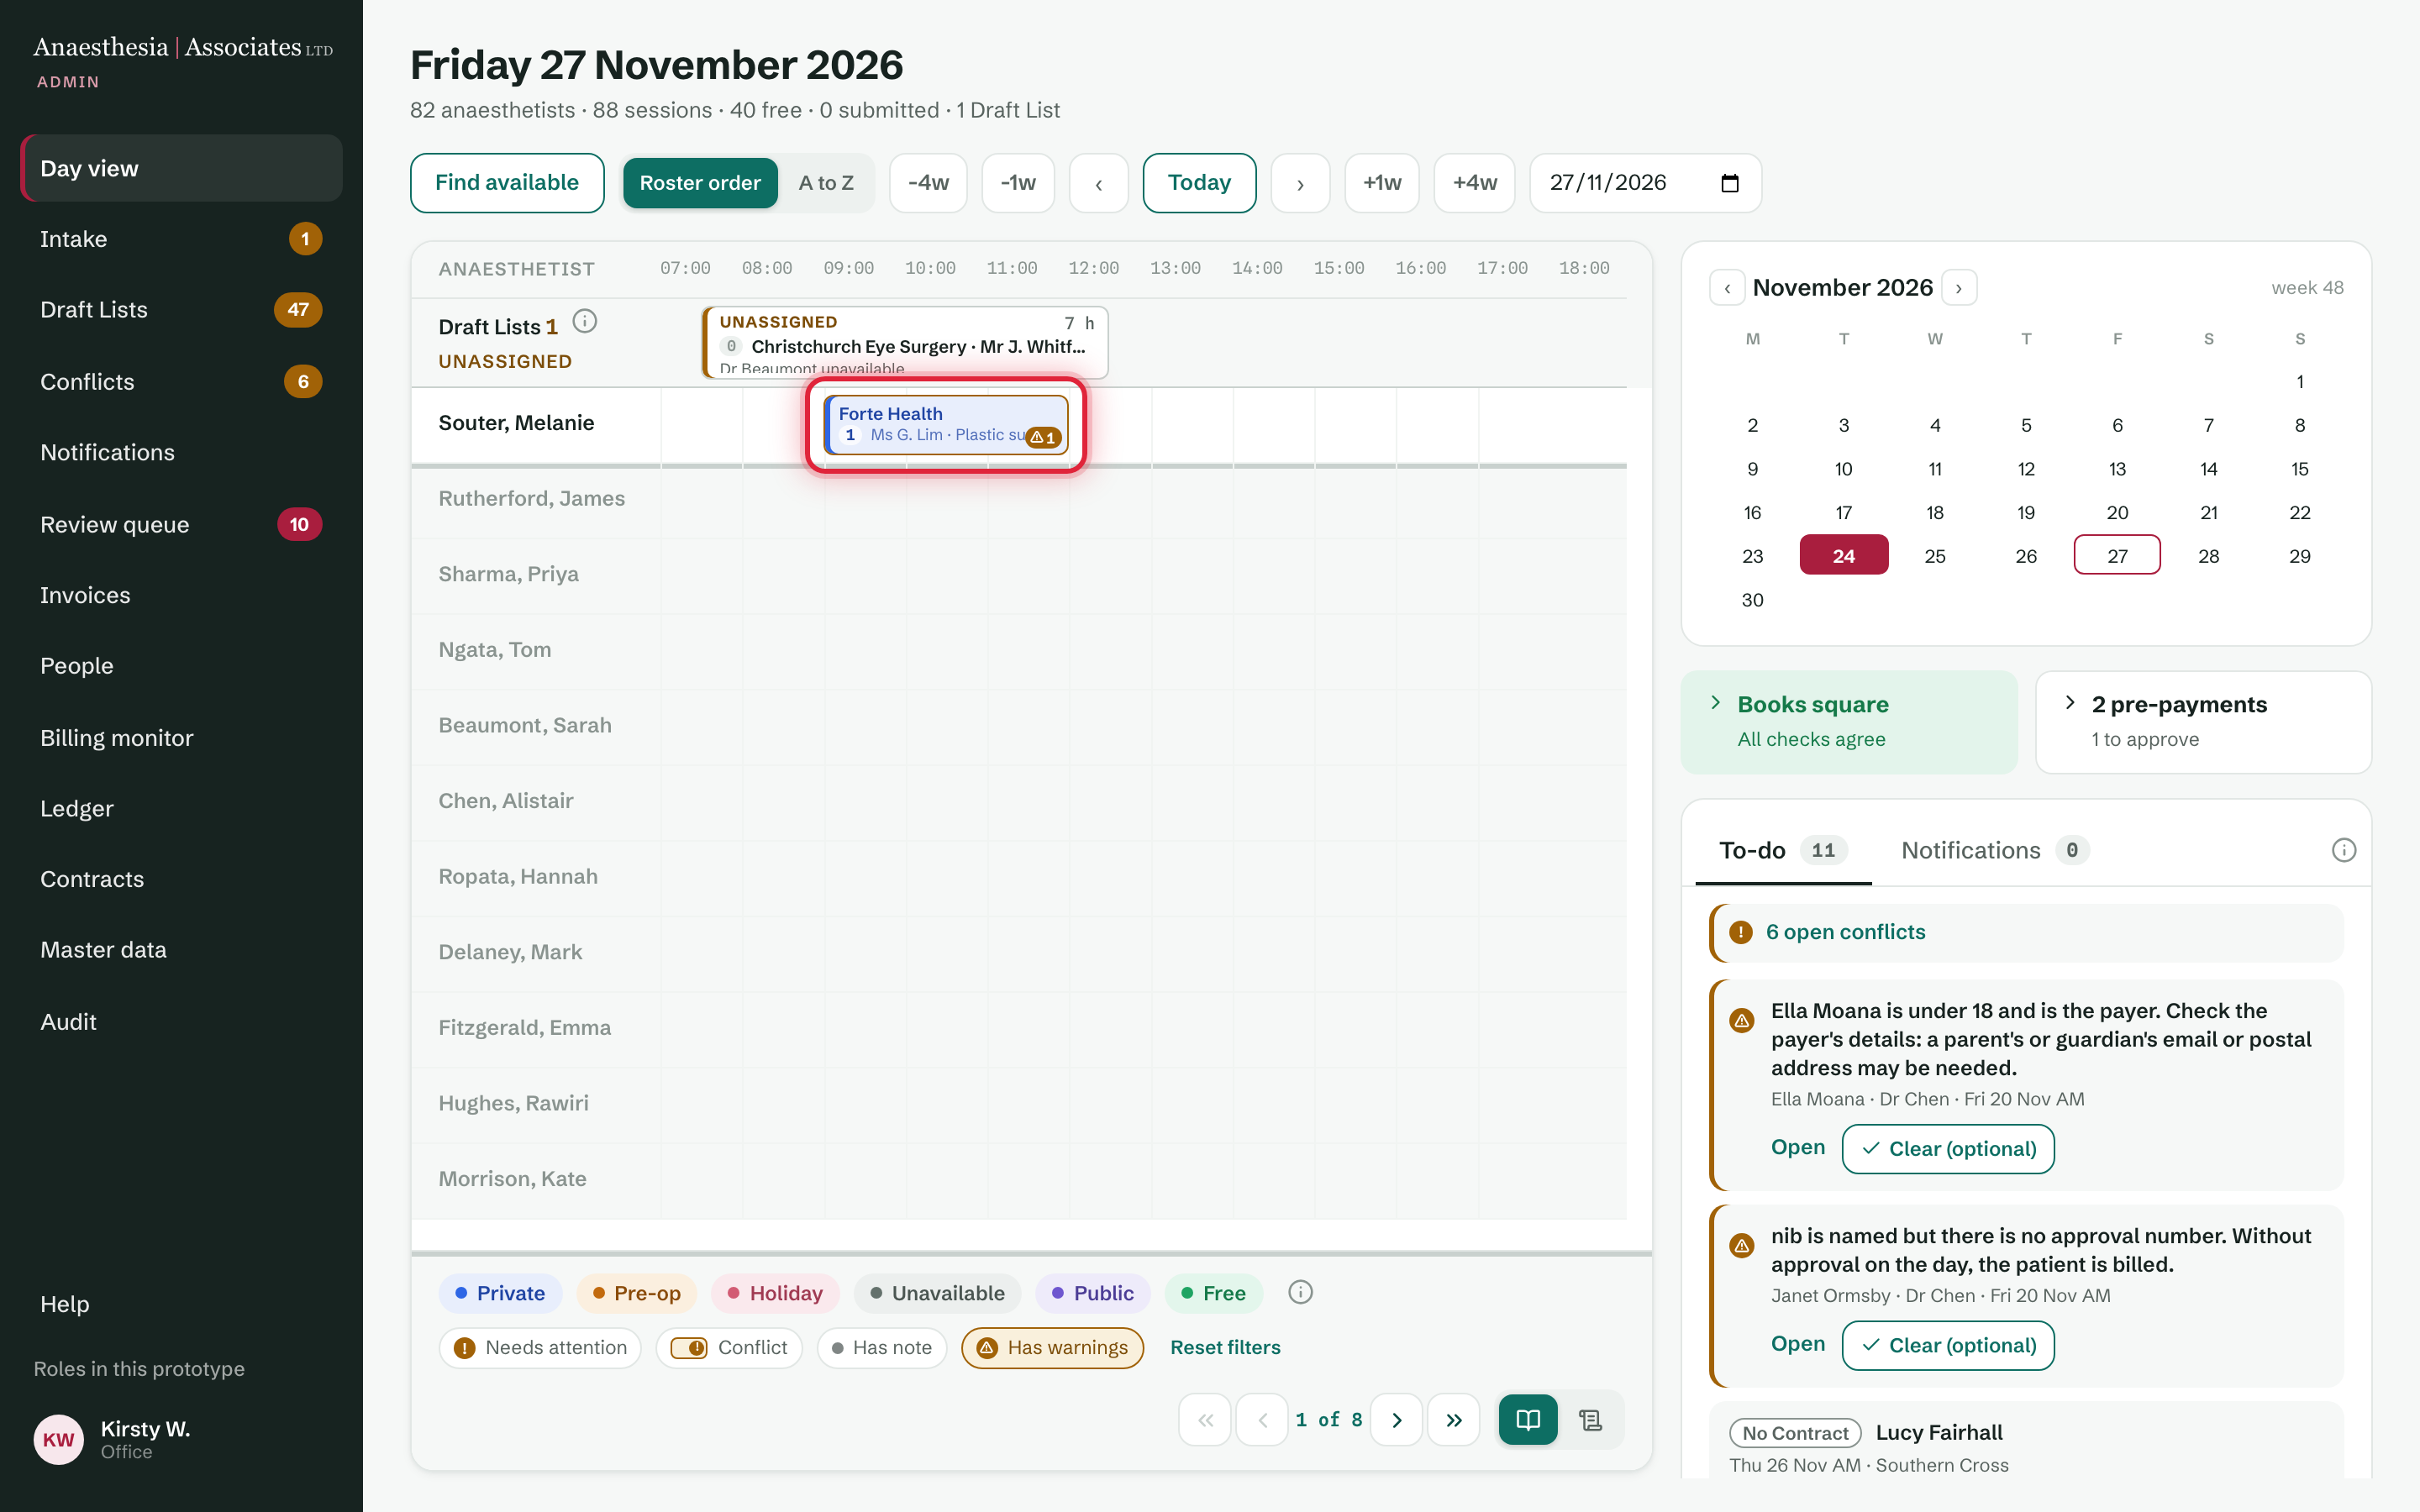 Anaesthesia | Associates LTD
ADMIN
Day view
Intake 1
Draft Lists 47
Conflicts 6
Notifications
Review queue 10
Invoices
People
Billing monitor
Ledger
Contracts
Master data
Audit
Help
Roles in this prototype
KW Kirsty W.
Office
Friday 27 November 2026
82 anaesthetists · 88 sessions · 40 free · 0 submitted · 1 Draft List
Find available Roster order A to Z -4w -1w ‹ Today › +1w +4w 27/11/2026
ANAESTHETIST 07:00 08:00 09:00 10:00 11:00 12:00 13:00 14:00 15:00 16:00 17:00 18:00
Draft Lists 1
UNASSIGNED
UNASSIGNED 7 h
0 Christchurch Eye Surgery · Mr J. Whitf...
Dr Beaumont unavailable
Souter, Melanie
Forte Health
1 Ms G. Lim · Plastic su 1
Rutherford, James
Sharma, Priya
Ngata, Tom
Beaumont, Sarah
Chen, Alistair
Ropata, Hannah
Delaney, Mark
Fitzgerald, Emma
Hughes, Rawiri
Morrison, Kate
Private Pre-op Holiday Unavailable Public Free
Needs attention Conflict Has note Has warnings Reset filters
« ‹ 1 of 8 › »
‹ November 2026 › week 48
M T W T F S S
1
2 3 4 5 6 7 8
9 10 11 12 13 14 15
16 17 18 19 20 21 22
23 24 25 26 27 28 29
30
Books square
All checks agree
2 pre-payments
1 to approve
To-do 11 Notifications 0
6 open conflicts
Ella Moana is under 18 and is the payer. Check the
payer's details: a parent's or guardian's email or postal
address may be needed.
Ella Moana · Dr Chen · Fri 20 Nov AM
Open Clear (optional)
nib is named but there is no approval number. Without
approval on the day, the patient is billed.
Janet Ormsby · Dr Chen · Fri 20 Nov AM
Open Clear (optional)
No Contract Lucy Fairhall
Thu 26 Nov AM · Southern Cross